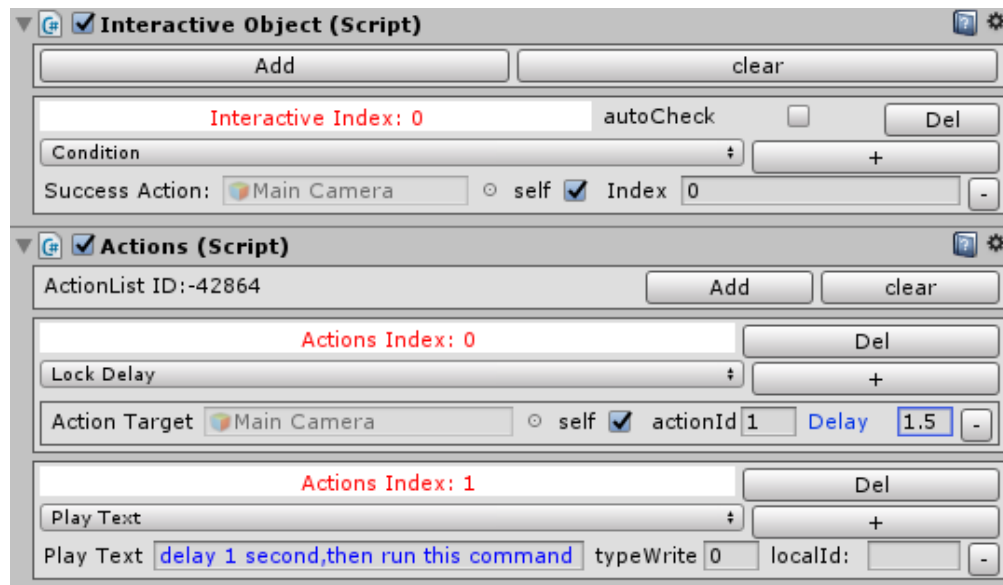 Interactive Object (Script)
Add clear
Interactive Index: 0 autoCheck Del
Condition +
Success Action: Main Camera self Index 0 -
Actions (Script)
ActionList ID:-42864 Add clear
Actions Index: 0 Del
Lock Delay +
Action Target Main Camera self actionId 1 Delay 1.5 -
Actions Index: 1 Del
Play Text +
Play Text delay 1 second,then run this command typeWrite 0 localId: -